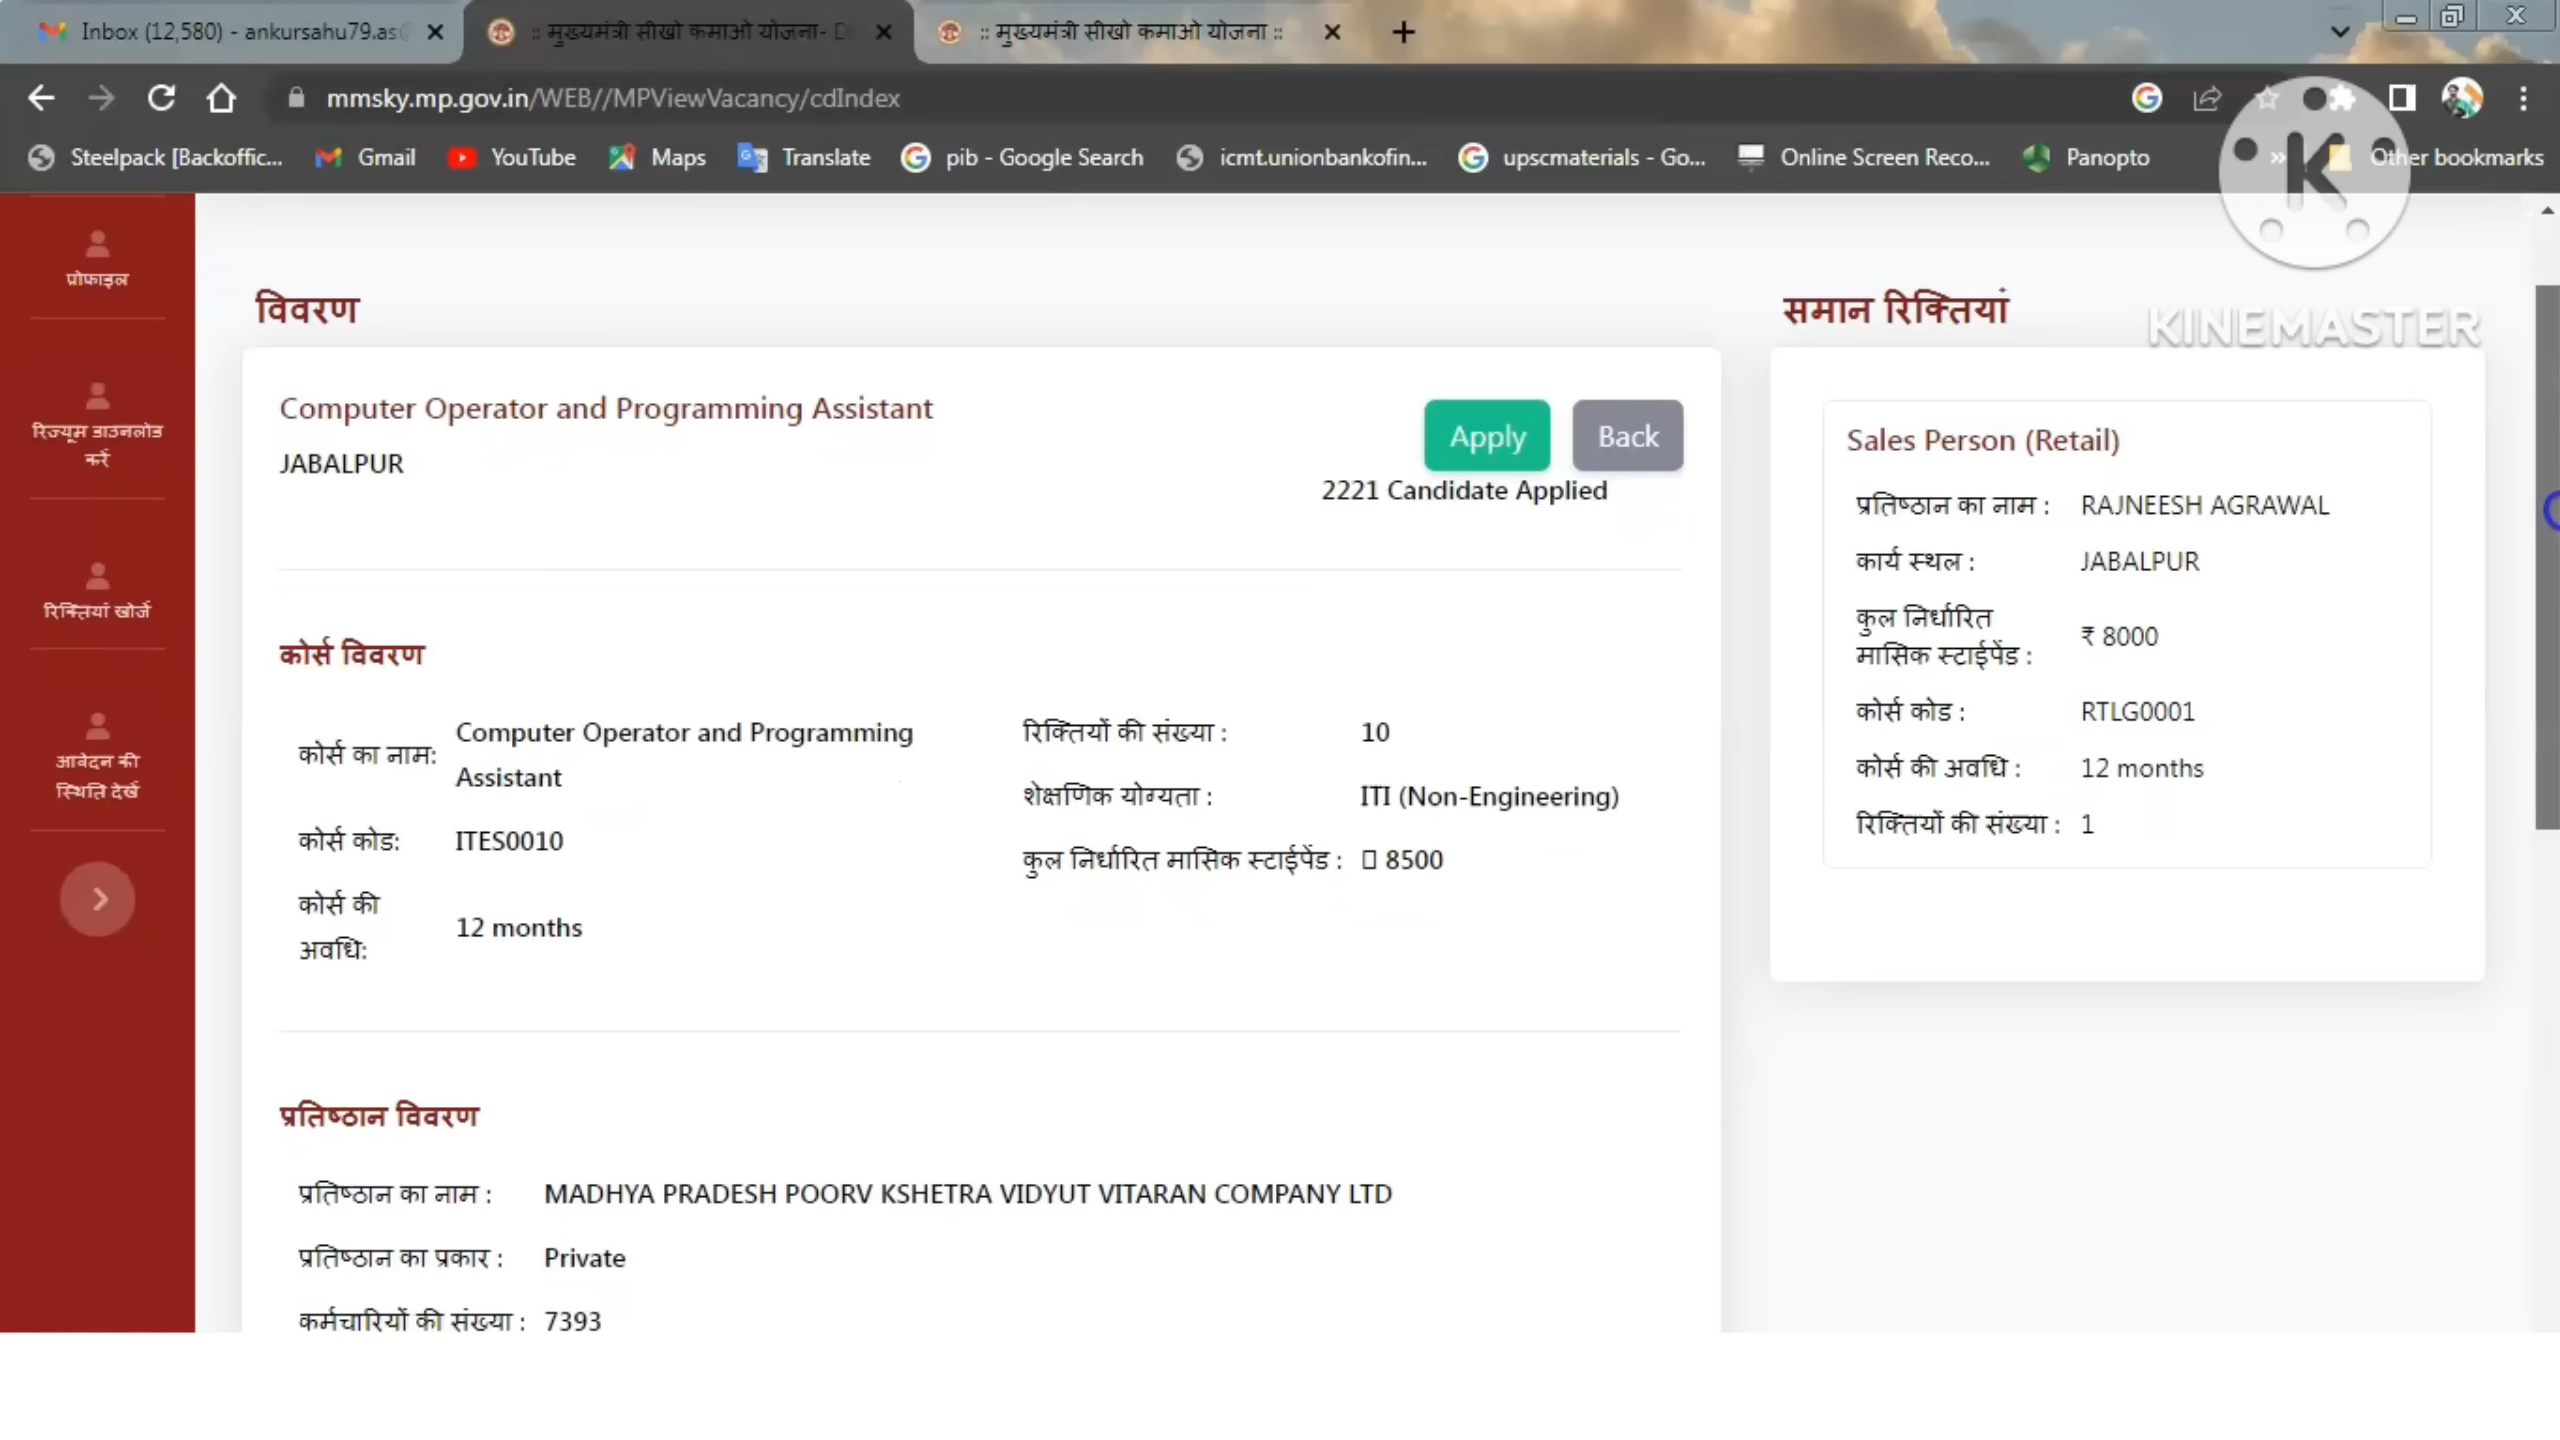 Inbox (12,580) - ankursahu79.as@
:: मुख्यमंत्री सीखो कमाओ योजना- D
:: मुख्यमंत्री सीखो कमाओ योजना ::
mmsky.mp.gov.in/WEB//MPViewVacancy/cdIndex
Steelpack [Backoffic...
Gmail
YouTube
Maps
Translate
pib - Google Search
icmt.unionbankofin...
upscmaterials - Go...
Online Screen Reco...
Panopto
»
Other bookmarks
K
KINEMASTER
प्रोफाइल
रिज्यूम डाउनलोड
करें
रिक्तियां खोजें
आवेदन की
स्थिति देखें
विवरण
Computer Operator and Programming Assistant
JABALPUR
Apply
Back
2221 Candidate Applied
कोर्स विवरण
कोर्स का नाम:
Computer Operator and Programming
Assistant
कोर्स कोड:
ITES0010
कोर्स की
अवधि:
12 months
रिक्तियों की संख्या :
10
शेक्षणिक योग्यता :
ITI (Non-Engineering)
कुल निर्धारित मासिक स्टाईपेंड :
8500
प्रतिष्ठान विवरण
प्रतिष्ठान का नाम :
MADHYA PRADESH POORV KSHETRA VIDYUT VITARAN COMPANY LTD
प्रतिष्ठान का प्रकार :
Private
कर्मचारियों की संख्या :
7393
समान रिक्तियां
Sales Person (Retail)
प्रतिष्ठान का नाम :
RAJNEESH AGRAWAL
कार्य स्थल :
JABALPUR
कुल निर्धारित
मासिक स्टाईपेंड :
₹ 8000
कोर्स कोड :
RTLG0001
कोर्स की अवधि :
12 months
रिक्तियों की संख्या :
1